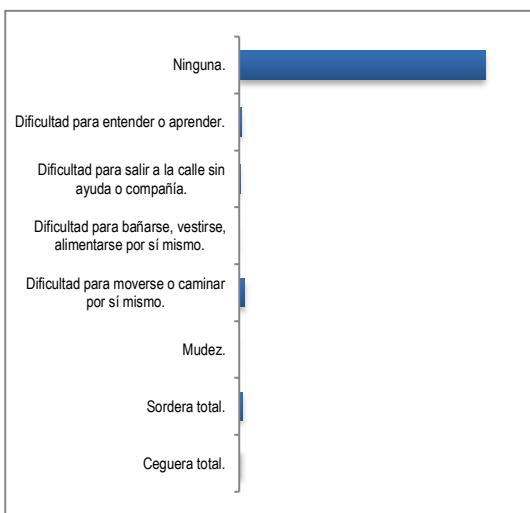 Ninguna.
Dificultad para entender o aprender.
Dificultad para salir a la calle sin
ayuda o compañía.
Dificultad para bañarse, vestirse,
alimentarse por sí mismo.
Dificultad para moverse o caminar
por sí mismo.
Mudez.
Sordera total.
Ceguera total.